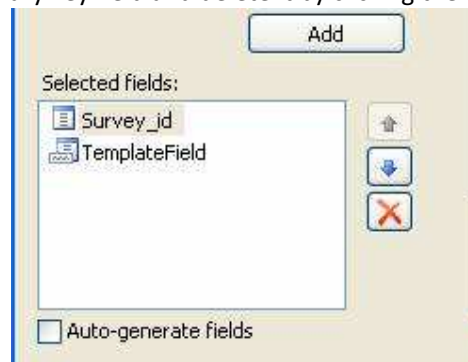 Add
Selected fields:
Survey_id
TemplateField
Auto-generate fields